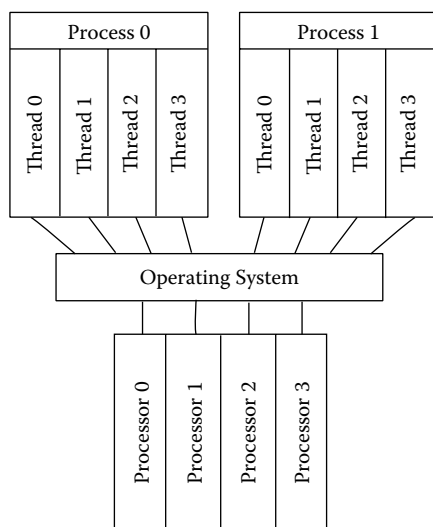 Process 0
Process 1
Thread 0
Thread 1
Thread 2
Thread 3
Thread 0
Thread 1
Thread 2
Thread 3
Operating System
Processor 0
Processor 1
Processor 2
Processor 3